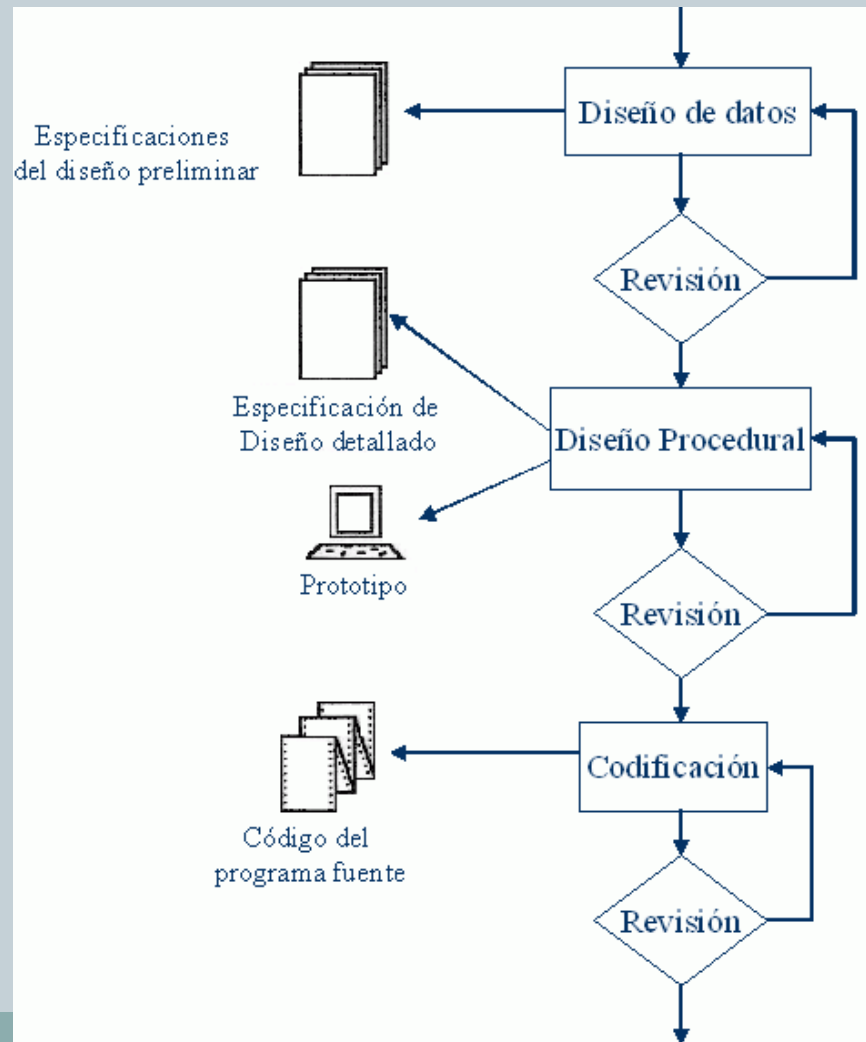 Diseño de datos
Especificaciones
del diseño preliminar
Revisión
Especificación de
Diseño detallado
Diseño Procedural
Prototipo
Revisión
Codificación
Código del
programa fuente
Revisión